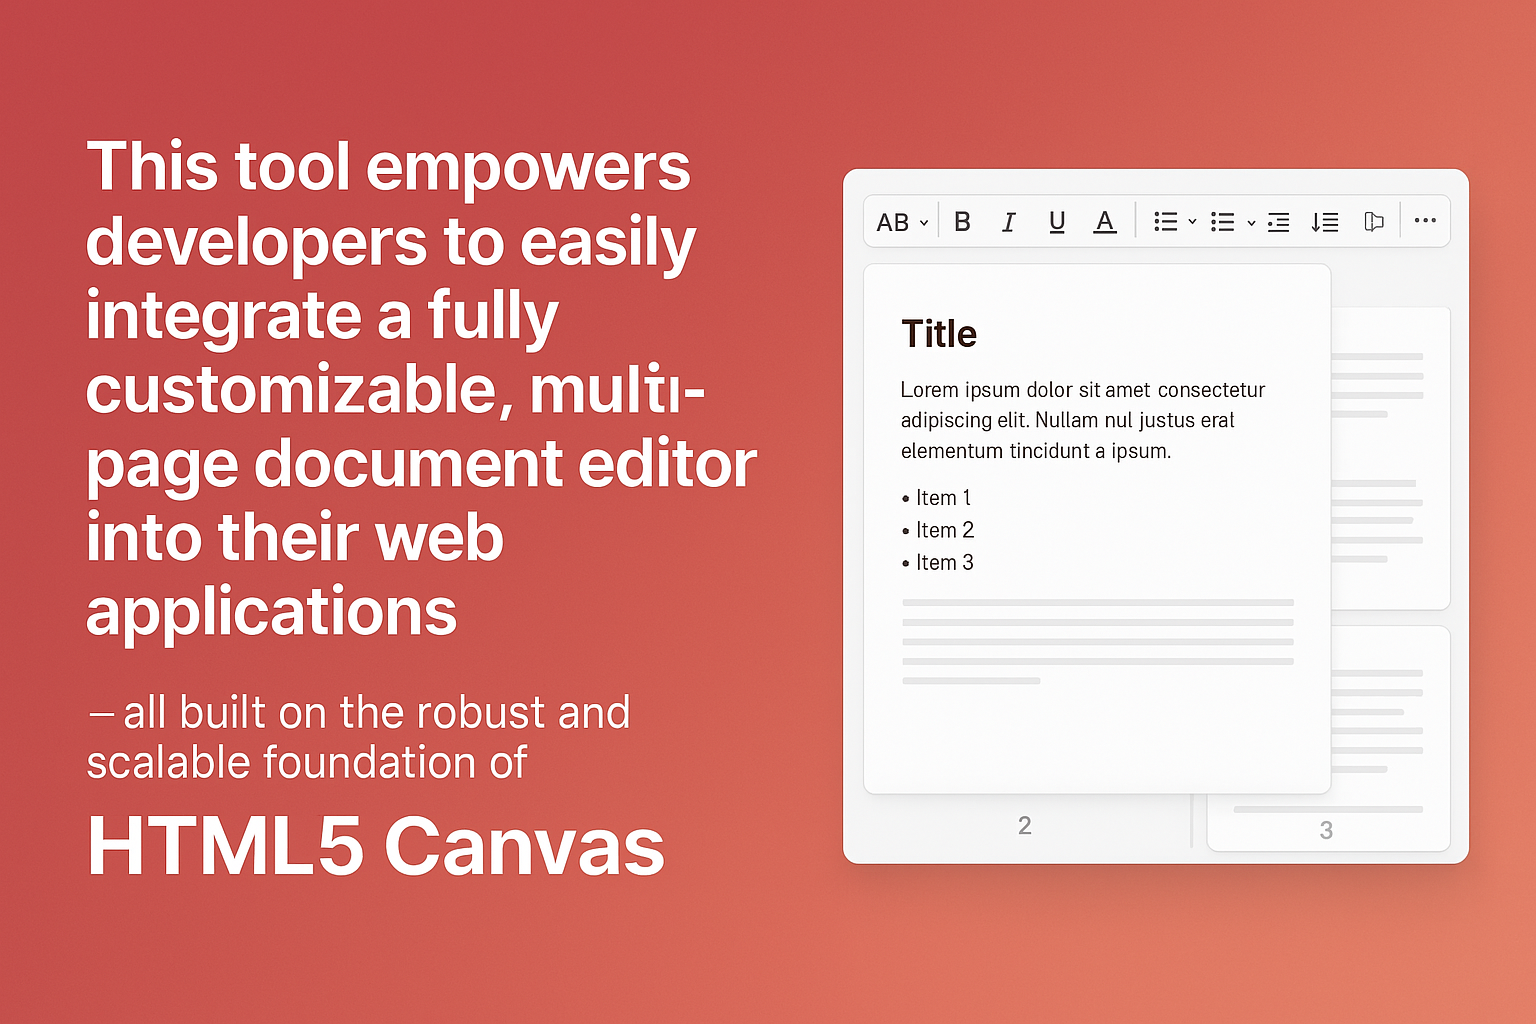 This tool empowers
developers to easily
integrate a fully
customizable, multi-
page document editor
into their web
applications
– all built on the robust and
scalable foundation of
HTML5 Canvas
AB B I U A
Title
Lorem ipsum dolor sit amet consectetur
adipiscing elit. Nullam nul justus erat
elementum tincidunt a ipsum.
• Item 1
• Item 2
• Item 3
2
3